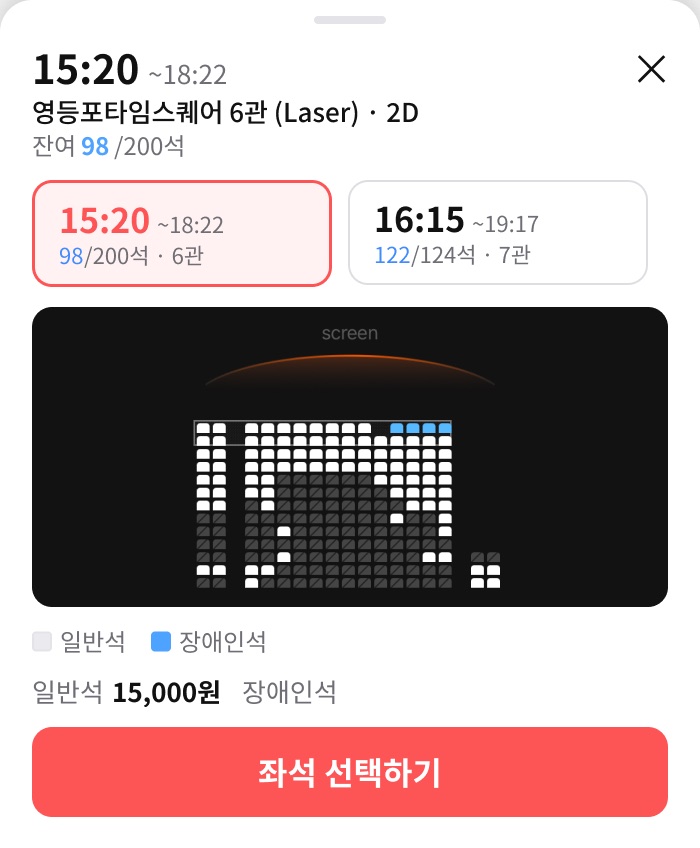 15:20 ~18:22
영등포타임스퀘어 6관 (Laser) · 2D
잔여 98 /200석
15:20 ~18:22
98/200석 · 6관
16:15 ~19:17
122/124석 · 7관
screen
일반석 장애인석
일반석 15,000원 장애인석
좌석 선택하기